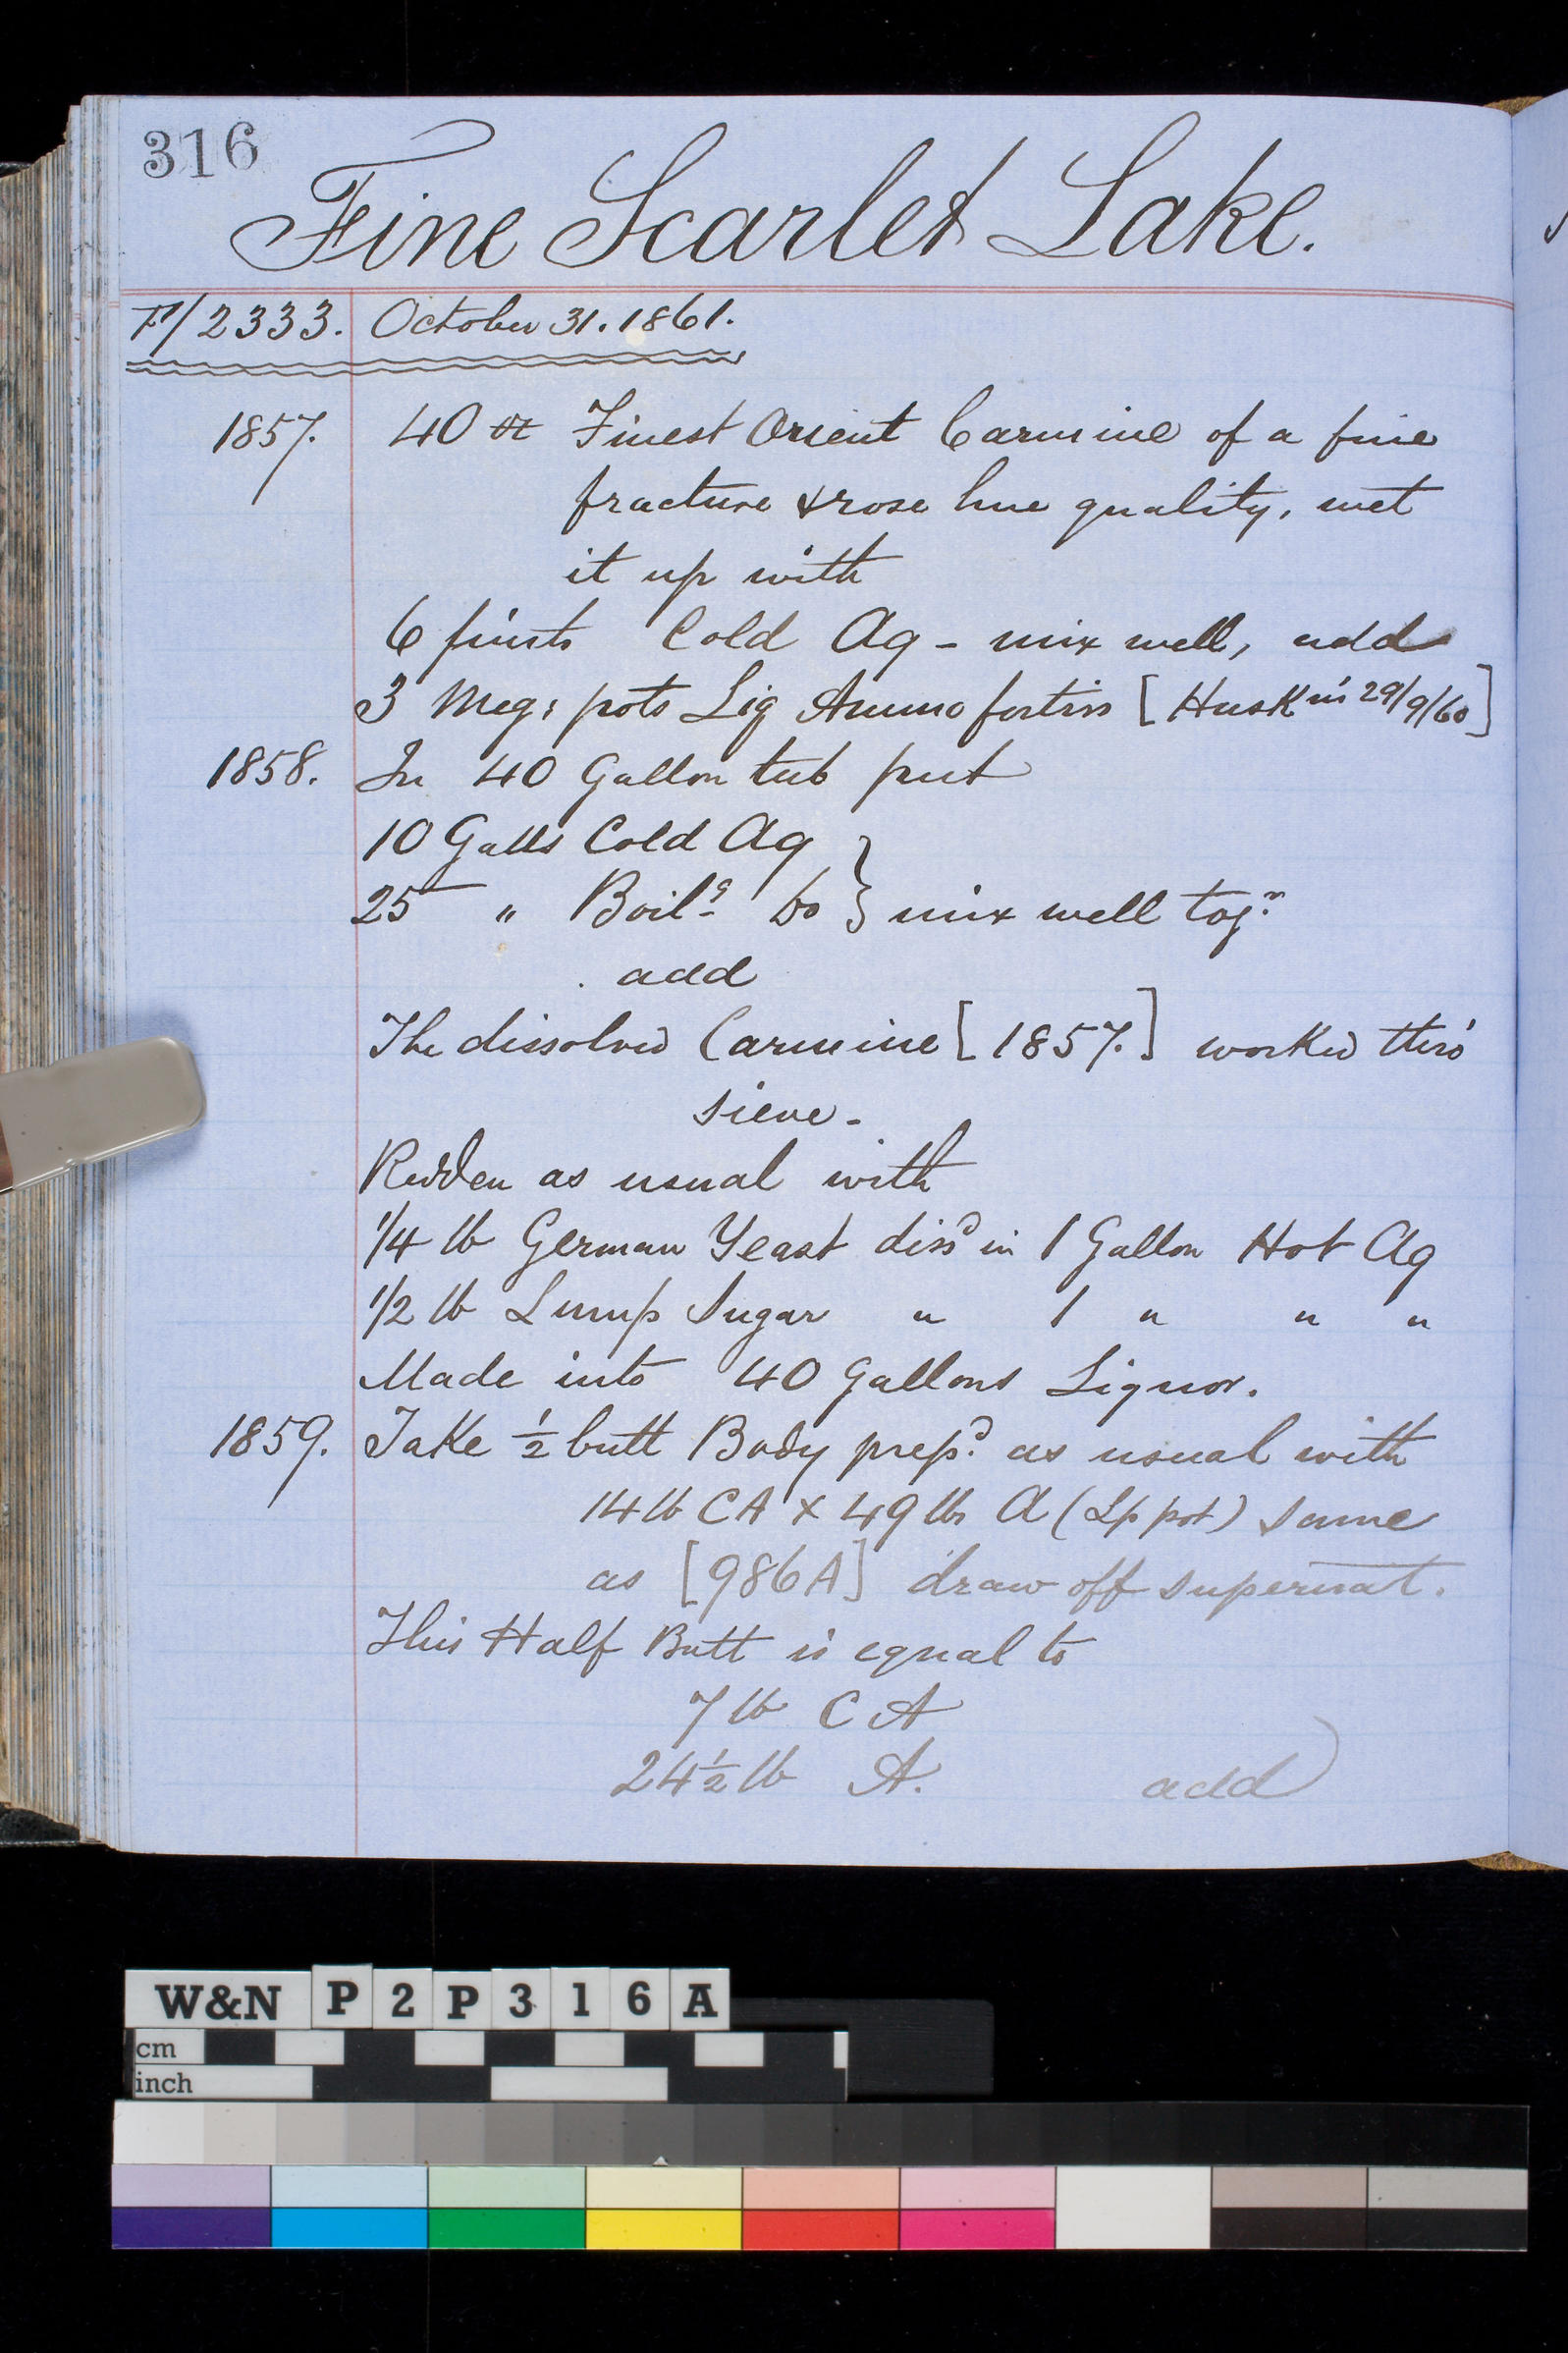 316
Fine Scarlet Lake.
P/2333. October 31. 1861.
1857. 40 oz Finest Orient Carmine of a fine
fracture & rose hue quality, wet
it up with
6 pints Cold Aq - mix well, add
3 Meg: pots Liq Ammo fortiss [Husk in 29/9/60]
1858. In 40 Gallon tub put
10 Galls Cold Aq }
25 " Boilg Do } mix well togr
add
The dissolved Carmine [1857.] worked thro'
sieve -
Redden as usual with
1/4 lb German Yeast dissd in 1 Gallon Hot Aq
1/2 lb Lump Sugar " 1 " " "
Made into 40 Gallons Liquor.
1859. Take ½ butt Body prepd as usual with
14 lb CA x 49 lbs A (Lp pot) same
as [986A] draw off supernat.
This Half Butt is equal to
7 lb CA
24½ lb A. add
W&N P2P316A
cm
inch